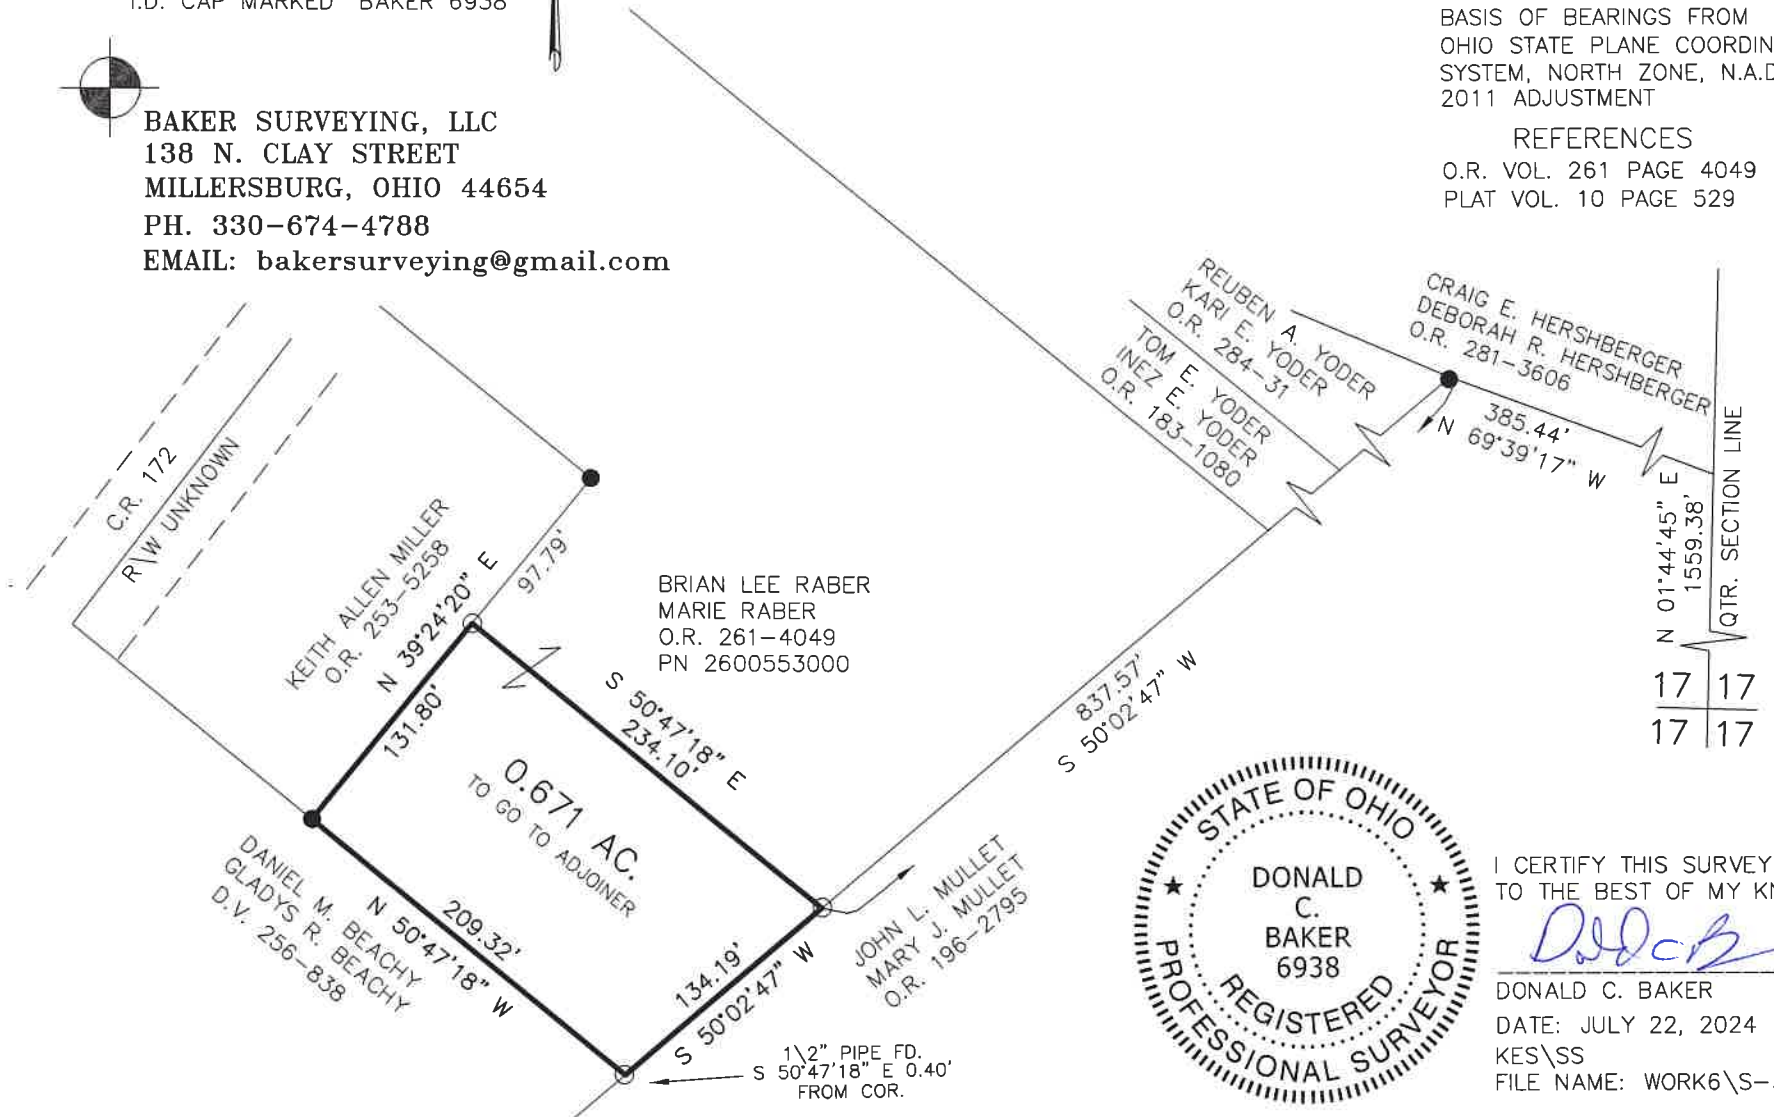 I.D. CAP MARKED "BAKER 6938"
BAKER SURVEYING, LLC
138 N. CLAY STREET
MILLERSBURG, OHIO 44654
PH. 330-674-4788
EMAIL: bakersurveying@gmail.com
BASIS OF BEARINGS FROM
OHIO STATE PLANE COORDIN
SYSTEM, NORTH ZONE, N.A.D
2011 ADJUSTMENT
REFERENCES
O.R. VOL. 261 PAGE 4049
PLAT VOL. 10 PAGE 529
REUBEN A. YODER
KARI E. YODER
O.R. 284-31
TOM E. YODER
INEZ E. YODER
O.R. 183-1080
CRAIG E. HERSHBERGER
DEBORAH R. HERSHBERGER
O.R. 281-3606
385.44'
N 69°39'17" W
N 01°44'45" E
1559.38'
QTR. SECTION LINE
17 17
17 17
C.R. 172
R\W UNKNOWN
KEITH ALLEN MILLER
O.R. 253-5258
N 39°24'20" E
131.80'
97.79'
BRIAN LEE RABER
MARIE RABER
O.R. 261-4049
PN 2600553000
S 50°47'18" E
234.10'
837.57'
S 50°02'47" W
0.671 AC.
TO GO TO ADJOINER
DANIEL M. BEACHY
GLADYS R. BEACHY
D.V. 256-838
209.32'
N 50°47'18" W
134.19'
S 50°02'47" W
JOHN L. MULLET
MARY J. MULLET
O.R. 196-2795
1\2" PIPE FD.
S 50°47'18" E 0.40'
FROM COR.
STATE OF OHIO
DONALD
C.
BAKER
6938
REGISTERED
PROFESSIONAL SURVEYOR
I CERTIFY THIS SURVEY
TO THE BEST OF MY KN
DONALD C. BAKER
DATE: JULY 22, 2024
KES\SS
FILE NAME: WORK6\S-